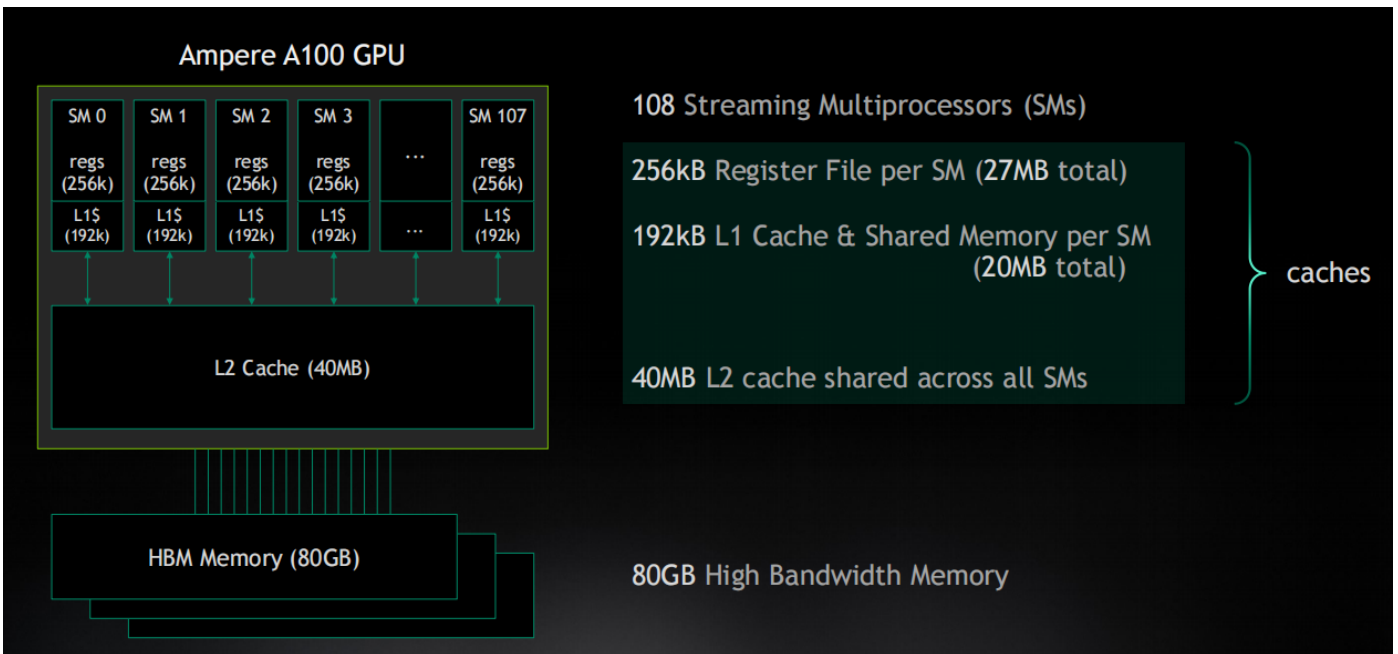 Ampere A100 GPU
SM 0
regs
(256k)
L1$
(192k)
SM 1
regs
(256k)
L1$
(192k)
SM 2
regs
(256k)
L1$
(192k)
SM 3
regs
(256k)
L1$
(192k)
...
...
SM 107
regs
(256k)
L1$
(192k)
L2 Cache (40MB)
HBM Memory (80GB)
108 Streaming Multiprocessors (SMs)
256kB Register File per SM (27MB total)
192kB L1 Cache & Shared Memory per SM
(20MB total)
40MB L2 cache shared across all SMs
caches
80GB High Bandwidth Memory